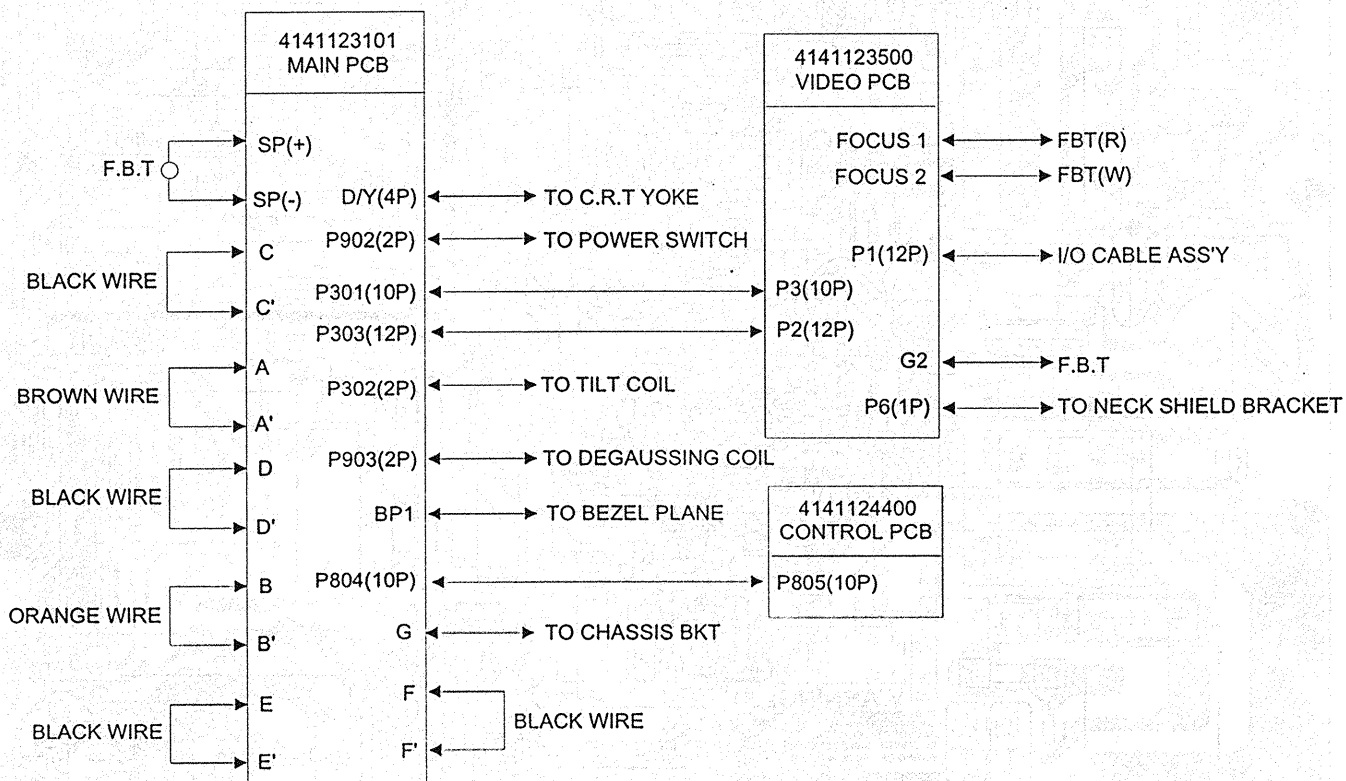 4141123101
MAIN PCB
4141123500
VIDEO PCB
F.B.T
SP(+)
SP(-)
D/Y(4P)
TO C.R.T YOKE
FOCUS 1
FBT(R)
FOCUS 2
FBT(W)
BLACK WIRE
C
C'
P902(2P)
TO POWER SWITCH
P1(12P)
I/O CABLE ASS'Y
P301(10P)
P3(10P)
P303(12P)
P2(12P)
G2
F.B.T
BROWN WIRE
A
A'
P302(2P)
TO TILT COIL
P6(1P)
TO NECK SHIELD BRACKET
BLACK WIRE
D
D'
P903(2P)
TO DEGAUSSING COIL
BP1
TO BEZEL PLANE
4141124400
CONTROL PCB
ORANGE WIRE
B
B'
P804(10P)
P805(10P)
G
TO CHASSIS BKT
BLACK WIRE
E
E'
F
F'
BLACK WIRE